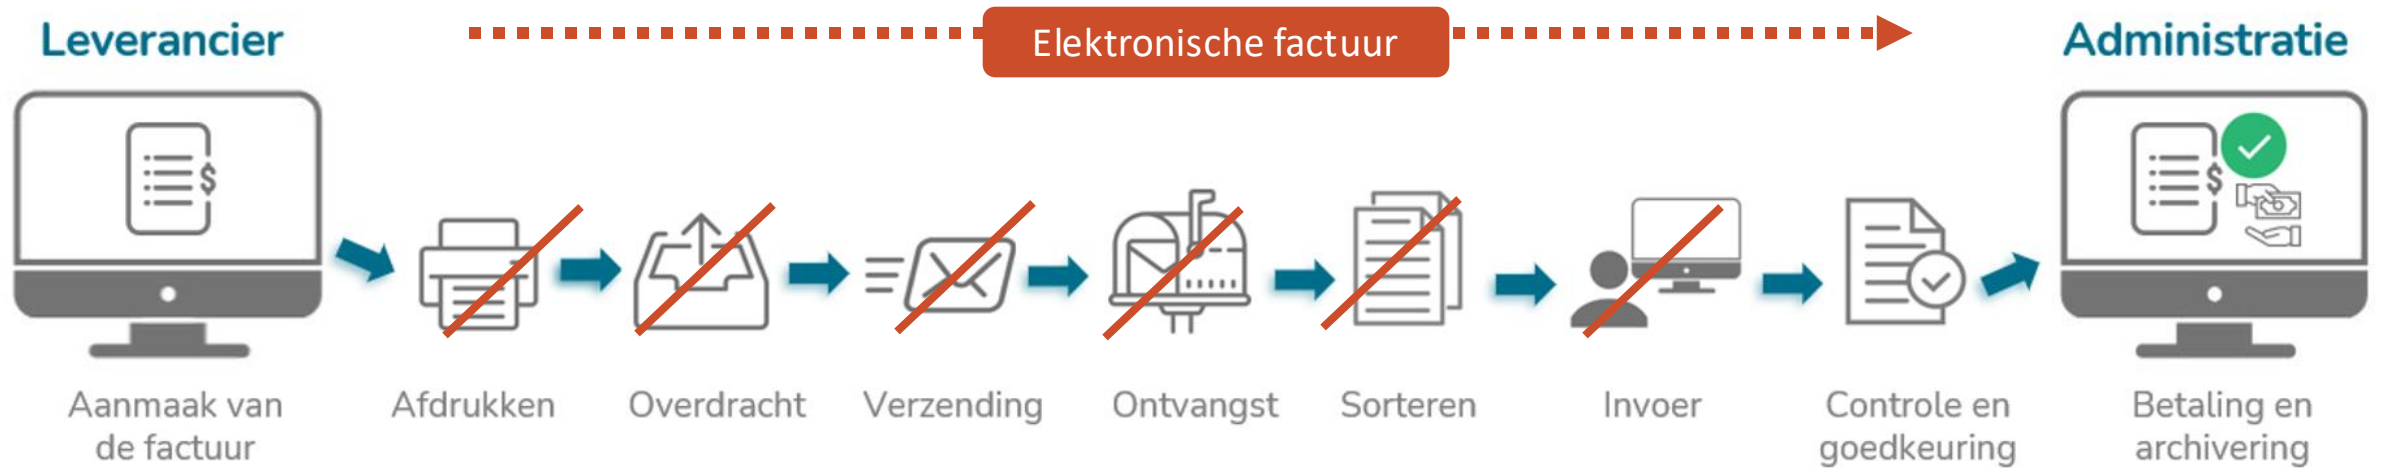 Leverancier
Elektronische factuur
Administratie
$
$
Aanmaak van
de factuur
Afdrukken
Overdracht
Verzending
Ontvangst
Sorteren
Invoer
Controle en
goedkeuring
Betaling en
archivering